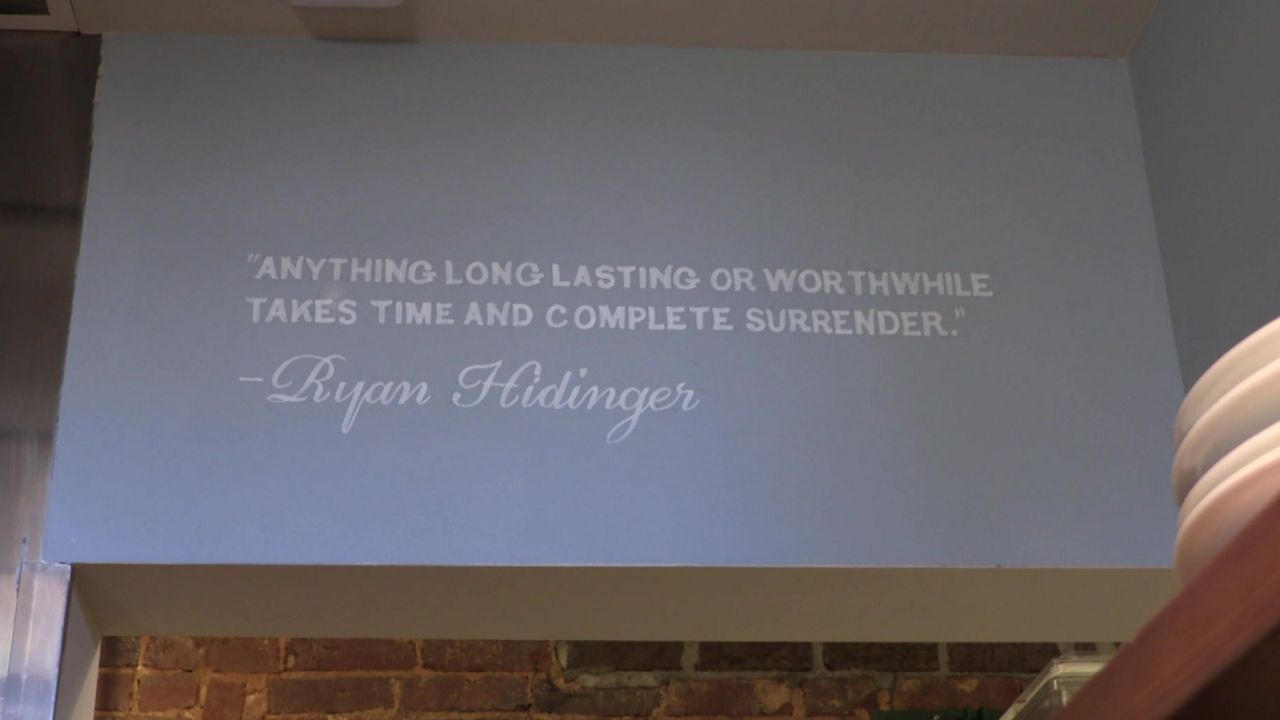 "ANYTHING LONG LASTING OR WORTHWHILE
TAKES TIME AND COMPLETE SURRENDER."
-Ryan Hidinger